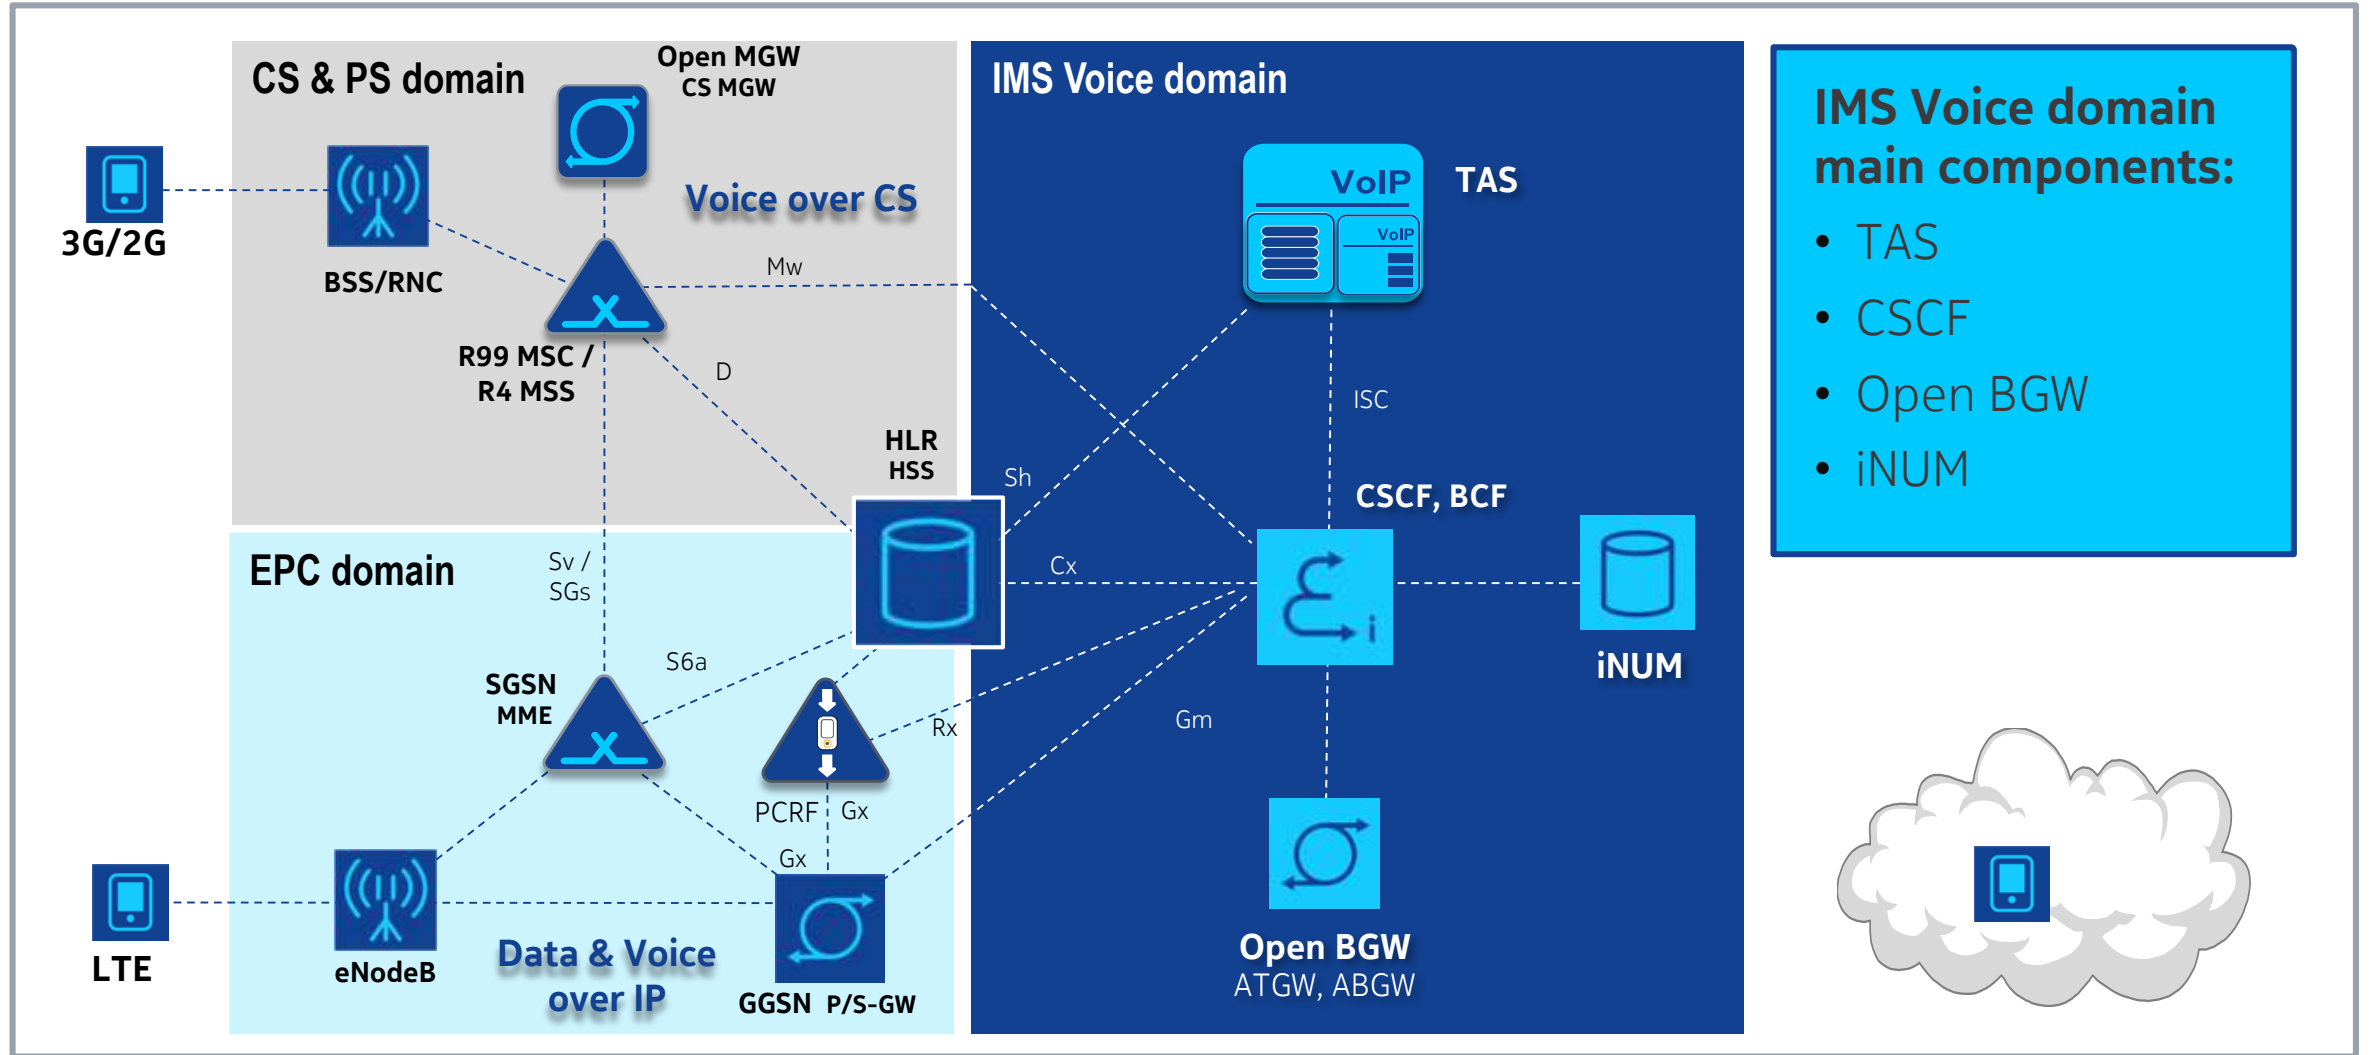 CS & PS domain
Open MGW
CS MGW
3G/2G
BSS/RNC
Voice over CS
R99 MSC /
R4 MSS
Mw
D
HLR
HSS
EPC domain
Sv /
SGs
S6a
SGSN
MME
PCRF
Gx
Gx
Rx
LTE
eNodeB
Data & Voice
over IP
GGSN P/S-GW
IMS Voice domain
VoIP
VoIP
TAS
ISC
Sh
Cx
CSCF, BCF
i
iNUM
Gm
Open BGW
ATGW, ABGW
IMS Voice domain
main components:
• TAS
• CSCF
• Open BGW
• iNUM